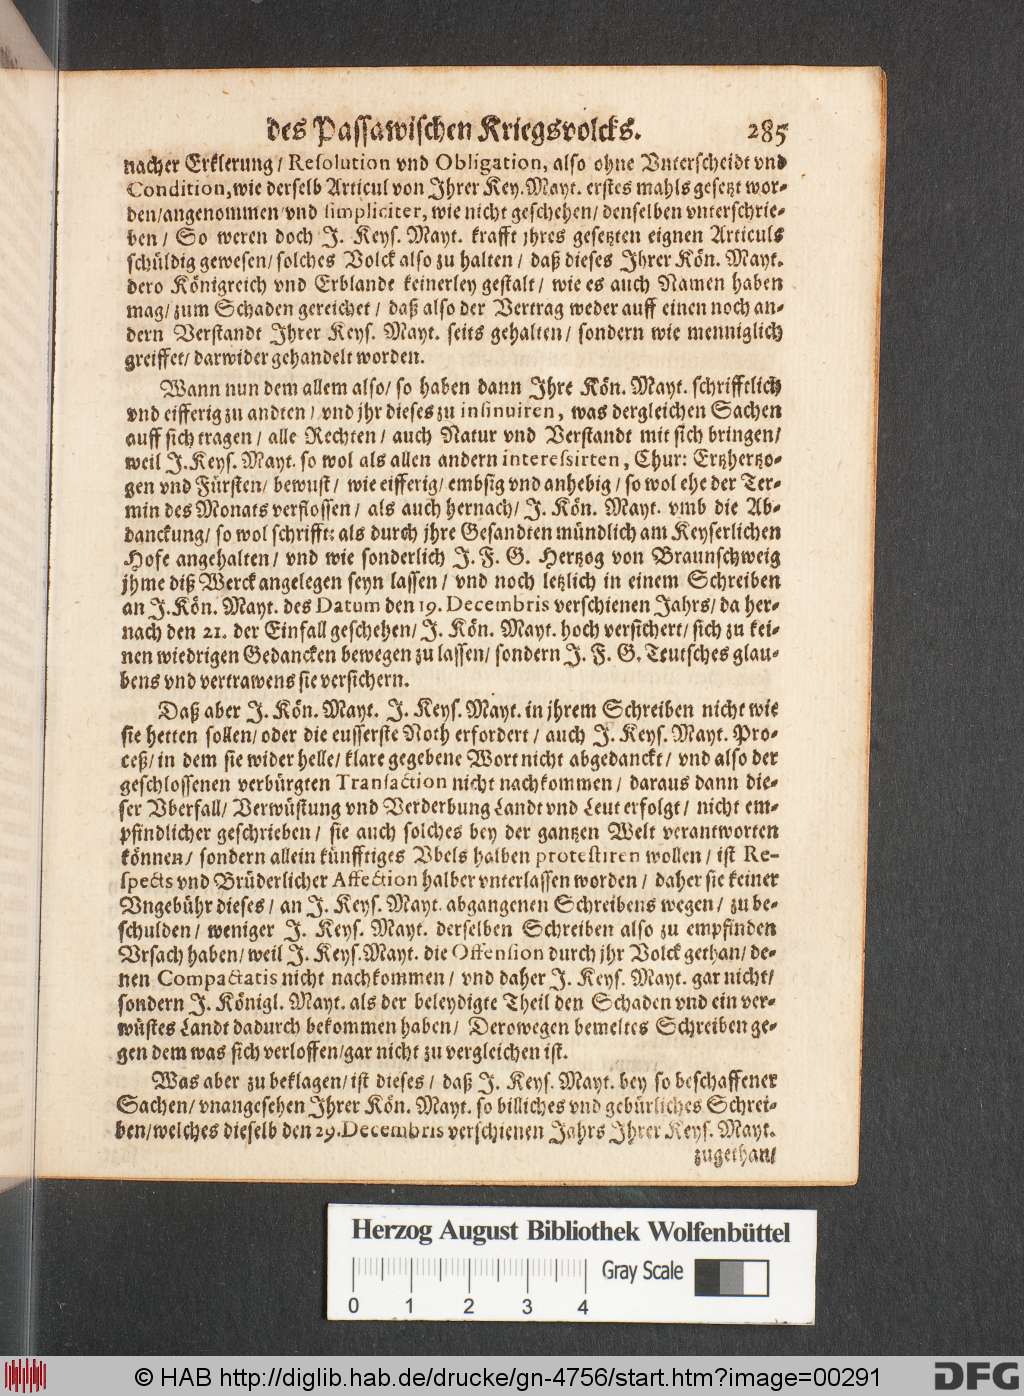 des Passawischen Kriegsvolcks. 285
nacher Erklerung / Resolution vnd Obligation, also ohne Vnterscheidt vnd
Condition, wie derselb Articul von Ihrer Key. Mayt. erstes mahls gesetzt wor-
den / angenommen vnd simpliciter, wie nicht geschehen / denselben vnterschrie-
ben / So weren doch J. Keys. Mayt. krafft jhres gesetzten eignen Articuls
schüldig gewesen / solches Volck also zu halten / daß dieses Ihrer Kön. Mayt.
dero Königreich vnd Erblande keinerley gestalt / wie es auch Namen haben
mag / zum Schaden gereichet / daß also der Vertrag weder auff einen noch an-
dern Verstandt Ihrer Keys. Mayt. seits gehalten / sondern wie menniglich
greiffet / darwider gehandelt worden.
Wann nun dem allem also / so haben dann Ihre Kön. Mayt. schrifftlich
vnd eifferig zu andten / vnd jhr dieses zu insinuiren, was dergleichen Sachen
auff sich tragen / alle Rechten / auch Natur vnd Verstandt mit sich bringen /
weil J. Keys. Mayt. so wol als allen andern interessirten, Chur: Ertzhertzo-
gen vnd Fürsten / bewust / wie eifferig / embsig vnd anhebig / so wol ehe der Ter-
min des Monats verflossen / als auch hernach / J. Kön. Mayt. vmb die Ab-
danckung / so wol schrifft: als durch jhre Gesandten mündlich am Keyserlichen
Hofe angehalten / vnd wie sonderlich J. F. G. Hertzog von Braunschweig
jhme diß Werck angelegen seyn lassen / vnd noch letzlich in einem Schreiben
an J. Kön. Mayt. des Datum den 19. Decembris verschienen Jahrs / da her-
nach den 21. der Einfall geschehen / J. Kön. Mayt. hoch versichert / sich zu kei-
nen wiedrigen Gedancken bewegen zu lassen / sondern J. F. G. Teutsches glau-
bens vnd vertrawens sie versichern.
Daß aber J. Kön. Mayt. J. Keys. Mayt. in jhrem Schreiben nicht wie
sie hetten sollen / oder die eusserste Noth erfordert / auch J. Keys. Mayt. Pro-
ceß / in dem sie wider helle / klare gegebene Wort nicht abgedanckt / vnd also der
geschlossenen verbürgten Transaction nicht nachkommen / daraus dann die-
ser Vberfall / Verwüstung vnd Verderbung Landt vnd Leut erfolgt / nicht em-
pfindlicher geschrieben / sie auch solches bey der gantzen Welt verantworten
können / sondern allein künfftiges Vbels halben protestiren wollen / ist Re-
spects vnd Brüderlicher Affection halber vnterlassen worden / daher sie keiner
Vngebühr dieses / an J. Keys. Mayt. abgangenen Schreibens wegen / zu be-
schulden / weniger J. Keys. Mayt. derselben Schreiben also zu empfinden
Vrsach haben / weil J. Keys. Mayt. die Offension durch jhr Volck gethan / de-
nen Compactatis nicht nachkommen / vnd daher J. Keys. Mayt. gar nicht /
sondern J. Königl. Mayt. als der beleydigte Theil den Schaden vnd ein ver-
wüstes Landt dadurch bekommen haben / Derowegen bemeltes Schreiben ge-
gen dem was sich verloffen / gar nicht zu vergleichen ist.
Was aber zu beklagen / ist dieses / daß J. Keys. Mayt. bey so beschaffener
Sachen / vnangesehen Ihrer Kön. Mayt. so billiches vnd gebürliches Schrei-
ben / welches dieselb den 29. Decembris verschienen Jahrs Ihrer Keys. Mayt.
zugethan /
Herzog August Bibliothek Wolfenbüttel
Gray Scale
0 1 2 3 4
© HAB http://diglib.hab.de/drucke/gn-4756/start.htm?image=00291
DFG